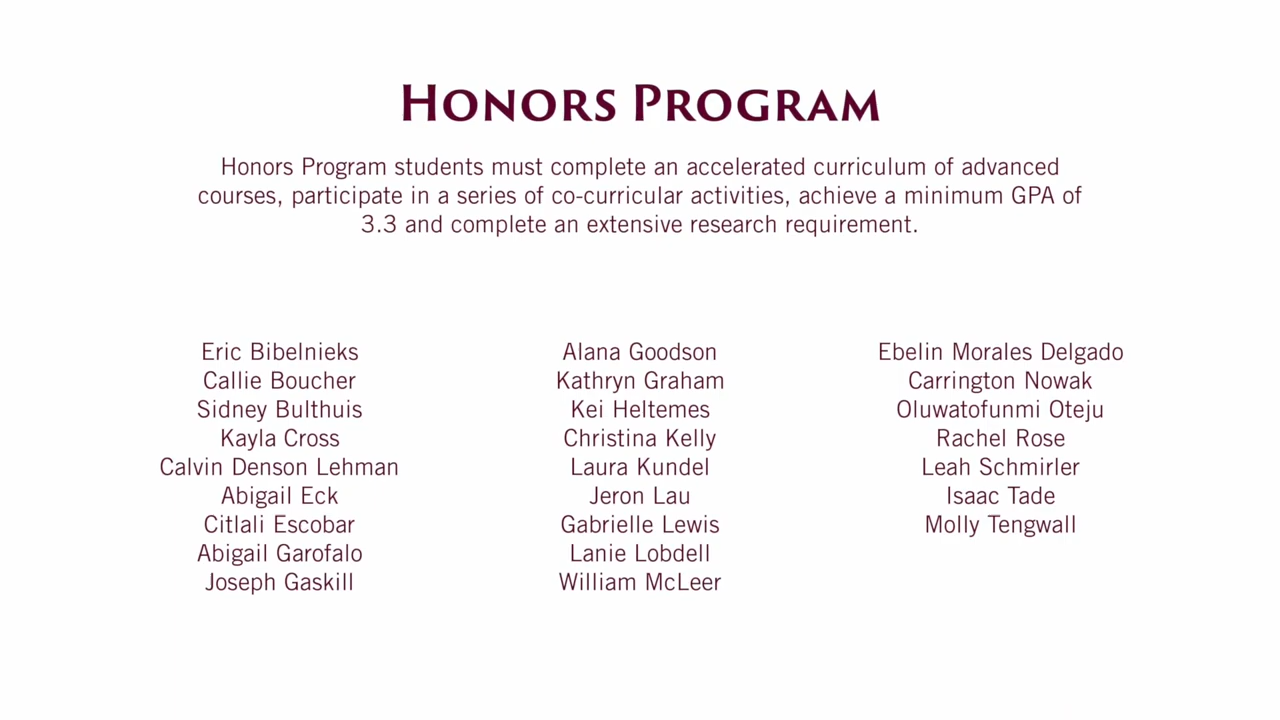 Honors Program
Honors Program students must complete an accelerated curriculum of advanced
courses, participate in a series of co-curricular activities, achieve a minimum GPA of
3.3 and complete an extensive research requirement.
Eric Bibelnieks
Callie Boucher
Sidney Bulthuis
Kayla Cross
Calvin Denson Lehman
Abigail Eck
Citlali Escobar
Abigail Garofalo
Joseph Gaskill
Alana Goodson
Kathryn Graham
Kei Heltemes
Christina Kelly
Laura Kundel
Jeron Lau
Gabrielle Lewis
Lanie Lobdell
William McLeer
Ebelin Morales Delgado
Carrington Nowak
Oluwatofunmi Oteju
Rachel Rose
Leah Schmirler
Isaac Tade
Molly Tengwall